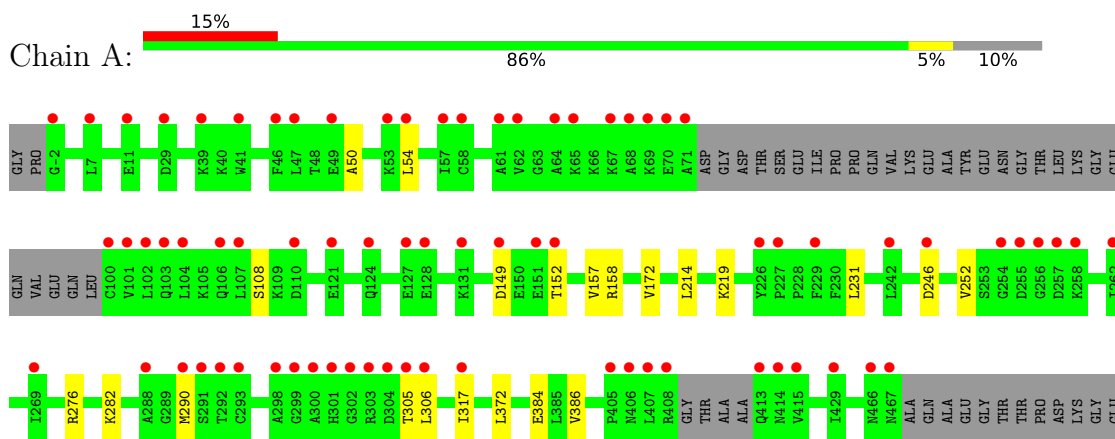 15%
Chain A:
86% 5% 10%
GLY PRO G-2 L7 E11 D29 K39 K40 W41 F46 L47 T48 E49 A50 K53 L54 I57 C58 A61 V62 G63 A64 K65 K66 K67 A68 K69 E70 A71 ASP GLY ASP THR SER GLU ILE PRO PRO GLN VAL LYS GLU ALA TYR GLU ASN GLY THR LEU LYS GLY GLU
GLN VAL GLU GLN LEU C100 V101 L102 Q103 L104 K105 Q106 L107 S108 K109 D110 E121 Q124 E127 E128 K131 D149 E150 E151 T152 V157 R158 V172 L214 K219 Y226 P227 P228 F229 F230 L231 L242 D246 V252 S253 G254 D255 G256 D257 K258
I269 R276 K282 A288 G289 M290 S291 T292 C293 A298 G299 A300 H301 G302 R303 D304 T305 L306 I317 L372 E384 L385 V386 P405 N406 L407 R408 GLY THR ALA ALA Q413 N414 V415 I429 N466 N467 ALA GLN ALA GLU GLY THR THR PRO ASP LYS GLY GLU